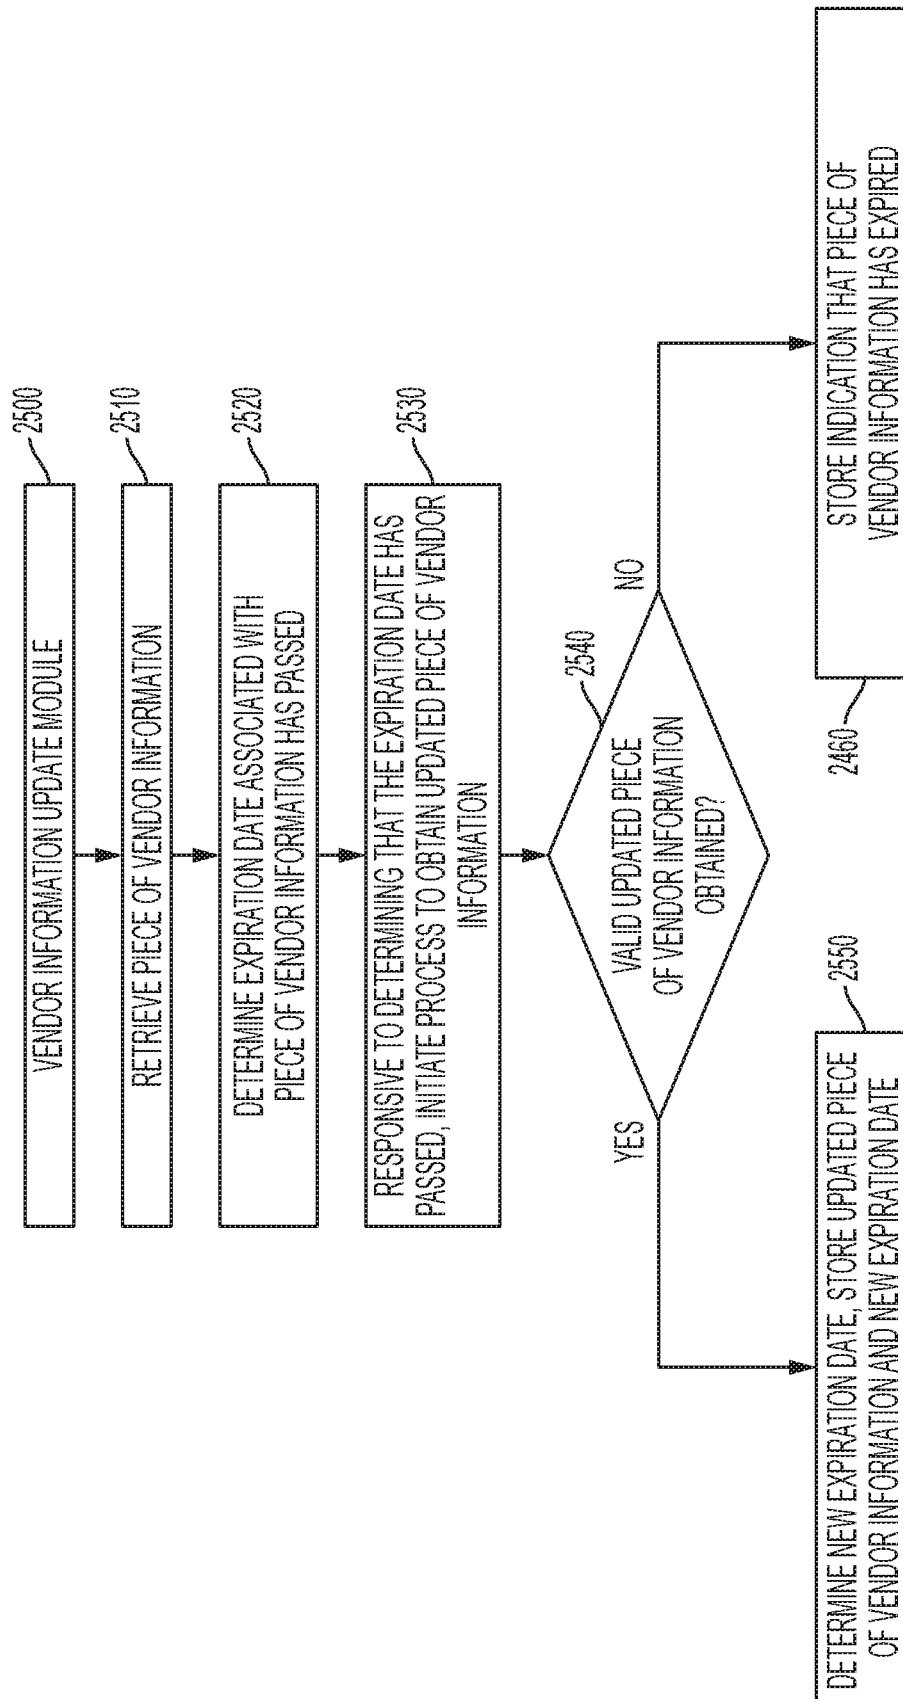 VENDOR INFORMATION UPDATE MODULE
2500
RETRIEVE PIECE OF VENDOR INFORMATION
2510
DETERMINE EXPIRATION DATE ASSOCIATED WITH
PIECE OF VENDOR INFORMATION HAS PASSED
2520
RESPONSIVE TO DETERMINING THAT THE EXPIRATION DATE HAS
PASSED, INITIATE PROCESS TO OBTAIN UPDATED PIECE OF VENDOR
INFORMATION
2530
VALID UPDATED PIECE
OF VENDOR INFORMATION
OBTAINED?
2540
YES
NO
DETERMINE NEW EXPIRATION DATE, STORE UPDATED PIECE
OF VENDOR INFORMATION AND NEW EXPIRATION DATE
2550
STORE INDICATION THAT PIECE OF
VENDOR INFORMATION HAS EXPIRED
2460